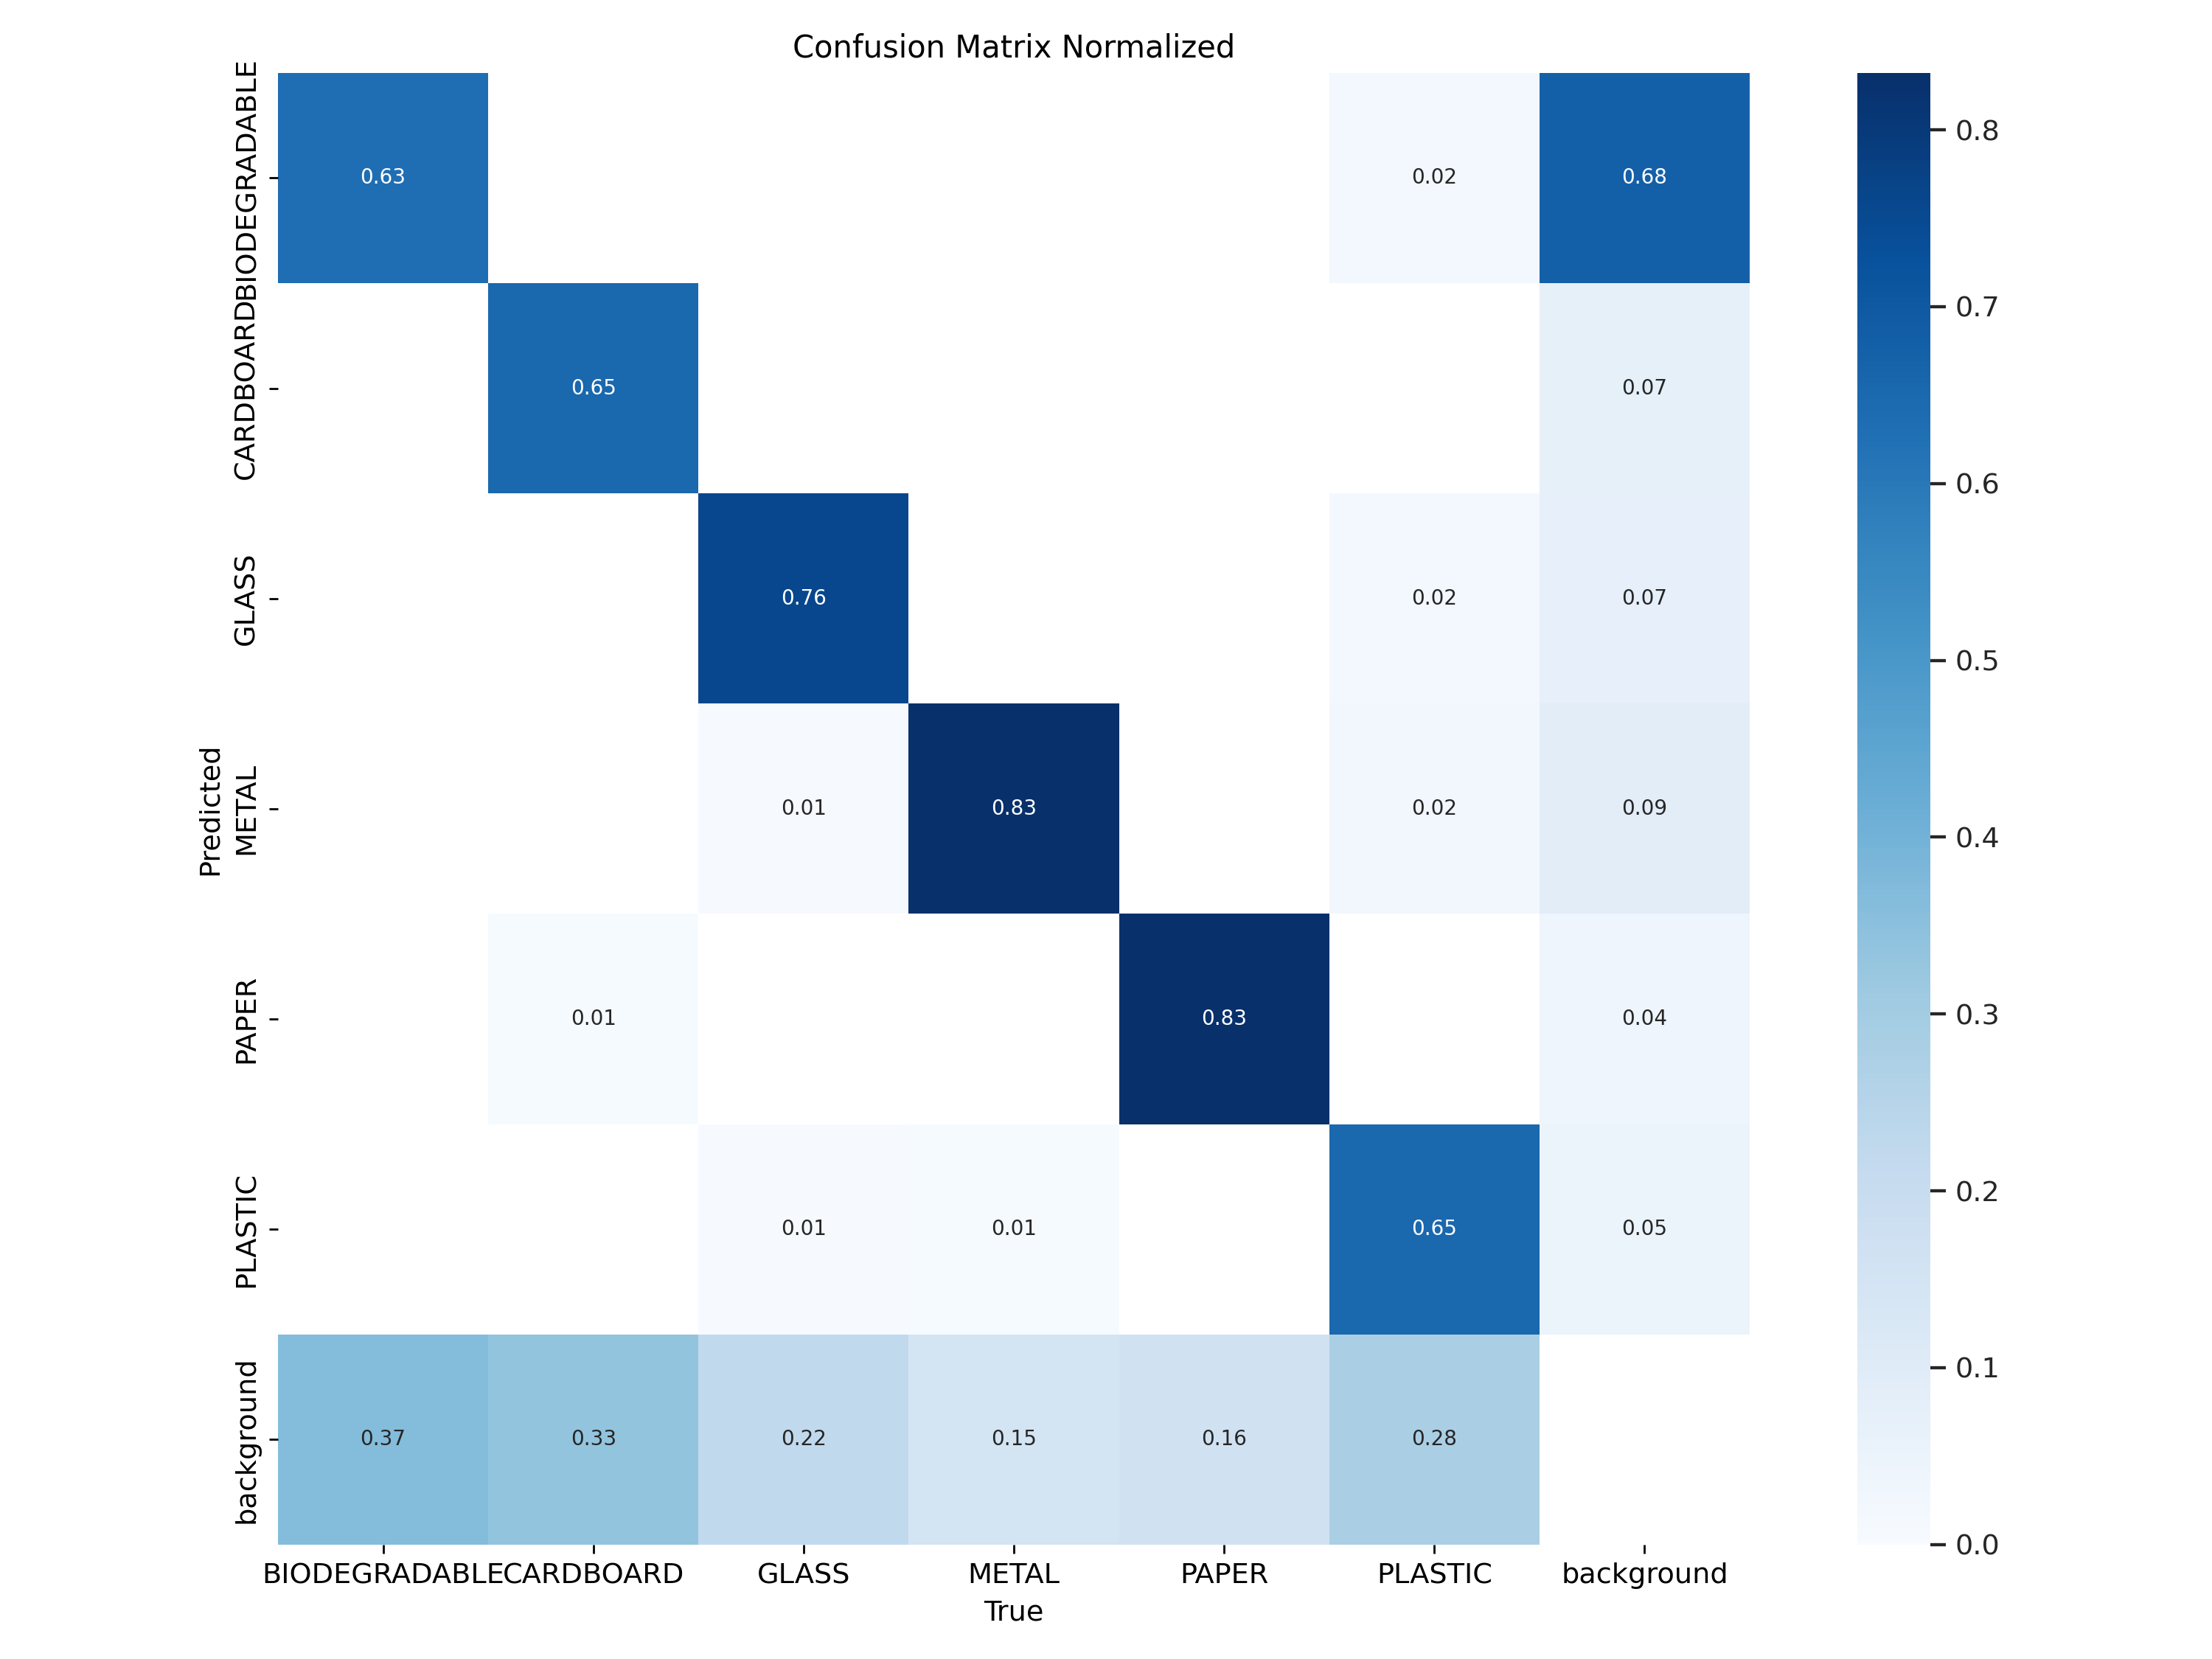 Confusion Matrix Normalized
BIODEGRADABLE
0.63
0.02
0.68
CARDBOARD
0.65
0.07
GLASS
0.76
0.02
0.07
METAL
0.01
0.83
0.02
0.09
PAPER
0.01
0.83
0.04
PLASTIC
0.01
0.01
0.65
0.05
background
0.37
0.33
0.22
0.15
0.16
0.28
Predicted
BIODEGRADABLE
CARDBOARD
GLASS
METAL
PAPER
PLASTIC
background
True
0.8
0.7
0.6
0.5
0.4
0.3
0.2
0.1
0.0